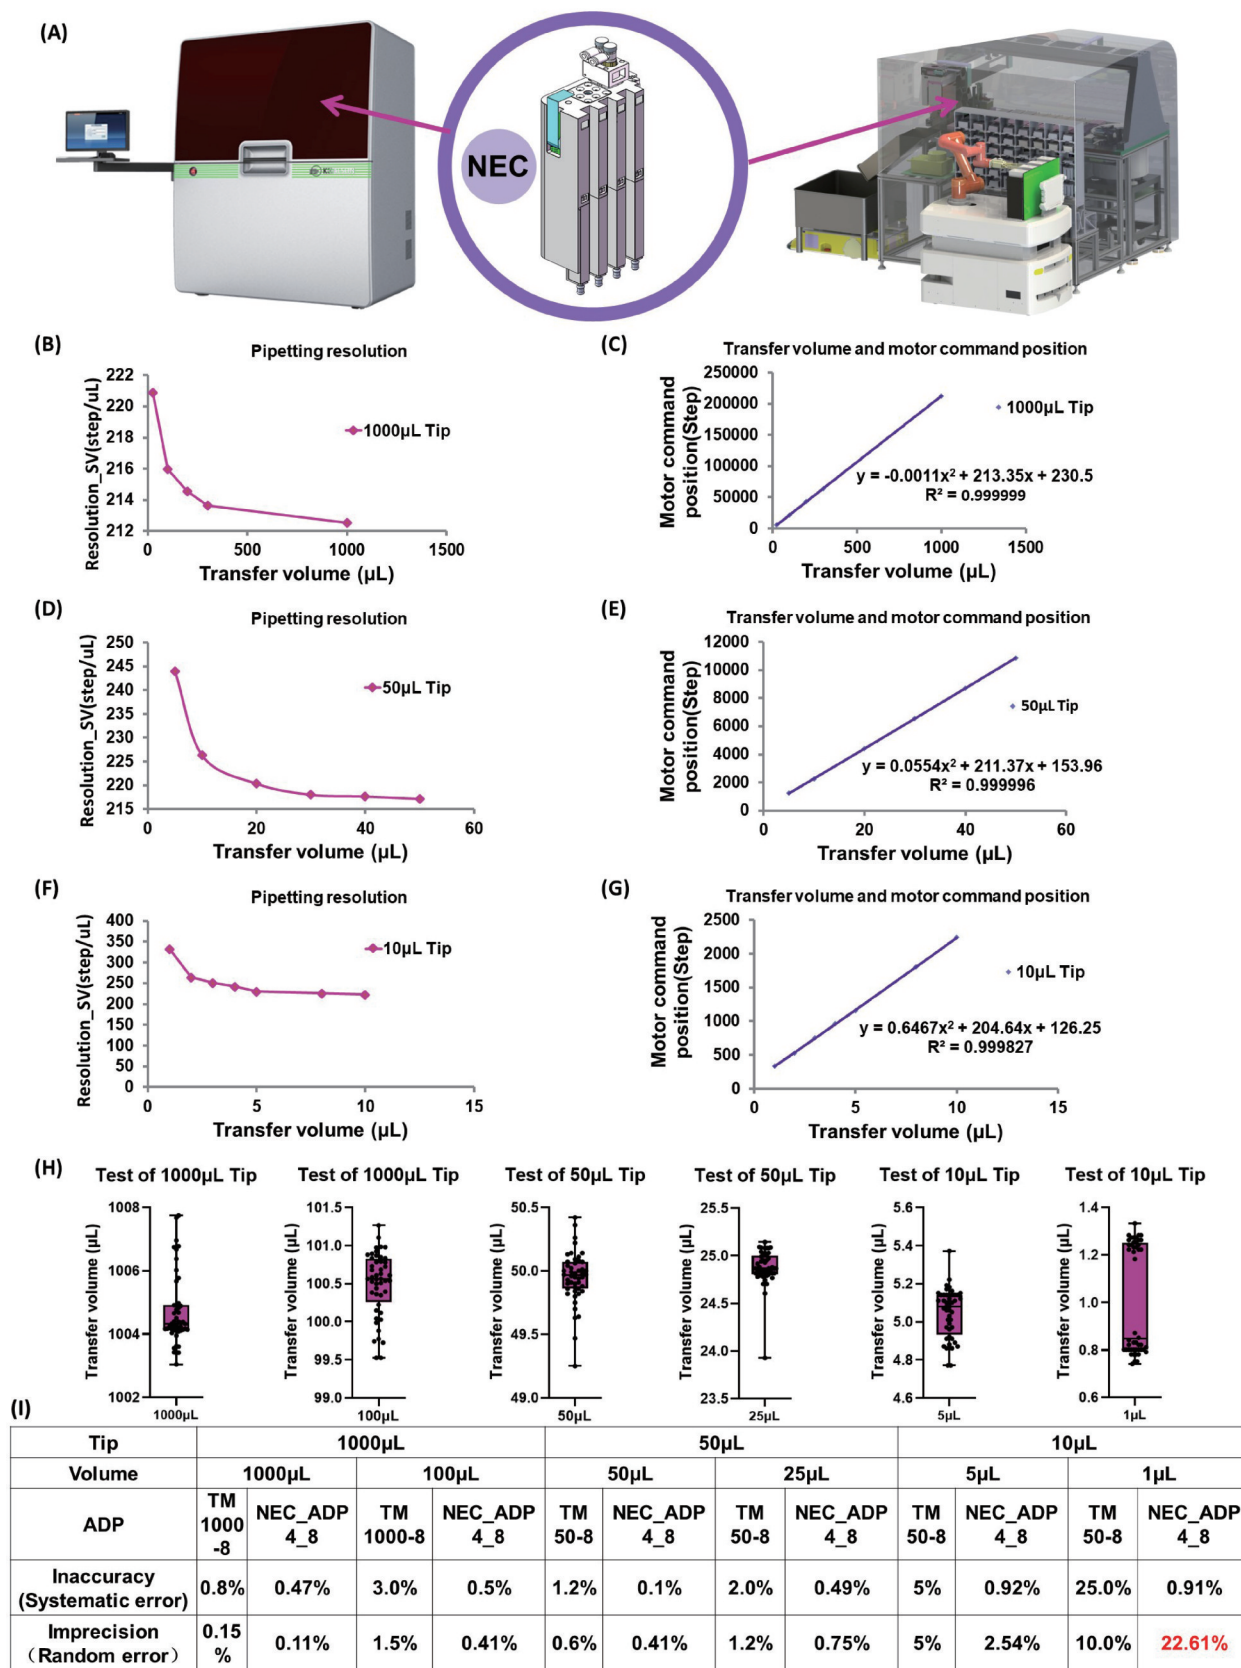 (A)
NEC
(B)
Pipetting resolution
Resolution_SV(step/uL)
221
220
218
216
214
212
0
500
1000
1500
1000µL Tip
Transfer volume (µL)
(C)
Transfer volume and motor command position
Motor command
position(Step)
250000
200000
150000
100000
50000
0
0
500
1000
1500
1000µL Tip
y = -0.0011x² + 213.35x + 230.5
R² = 0.999999
Transfer volume (µL)
(D)
Pipetting resolution
Resolution_SV(step/uL)
250
245
240
235
230
225
220
215
0
20
40
60
50µL Tip
Transfer volume (µL)
(E)
Transfer volume and motor command position
Motor command
position(Step)
12000
10000
8000
6000
4000
2000
0
0
20
40
60
50µL Tip
y = 0.0554x² + 211.37x + 153.96
R² = 0.999996
Transfer volume (µL)
(F)
Pipetting resolution
Resolution_SV(step/uL)
400
350
300
250
200
150
100
50
0
0
5
10
15
10µL Tip
Transfer volume (µL)
(G)
Transfer volume and motor command position
Motor command
position(Step)
2500
2000
1500
1000
500
0
0
5
10
15
10µL Tip
y = 0.6467x² + 204.64x + 126.25
R² = 0.999827
Transfer volume (µL)
(H)
Test of 1000µL Tip
Transfer volume (µL)
1008
1006
1004
1002
1000µL
Test of 1000µL Tip
Transfer volume (µL)
101.5
101.0
100.5
100.0
99.5
99.0
100µL
Test of 50µL Tip
Transfer volume (µL)
50.5
50.0
49.5
49.0
50µL
Test of 50µL Tip
Transfer volume (µL)
25.5
25.0
24.5
24.0
23.5
25µL
Test of 10µL Tip
Transfer volume (µL)
5.6
5.4
5.2
5.0
4.8
4.6
5µL
Test of 10µL Tip
Transfer volume (µL)
1.4
1.2
1.0
0.8
0.6
1µL
(I)
Tip 1000µL 50µL 10µL
Volume 1000µL 100µL 50µL 25µL 5µL 1µL
ADP TM 1000 -8 NEC_ADP 4_8 TM 1000-8 NEC_ADP 4_8 TM 50-8 NEC_ADP 4_8 TM 50-8 NEC_ADP 4_8 TM 50-8 NEC_ADP 4_8 TM 50-8 NEC_ADP 4_8
Inaccuracy (Systematic error) 0.8% 0.47% 3.0% 0.5% 1.2% 0.1% 2.0% 0.49% 5% 0.92% 25.0% 0.91%
Imprecision （Random error） 0.15 % 0.11% 1.5% 0.41% 0.6% 0.41% 1.2% 0.75% 5% 2.54% 10.0% 22.61%